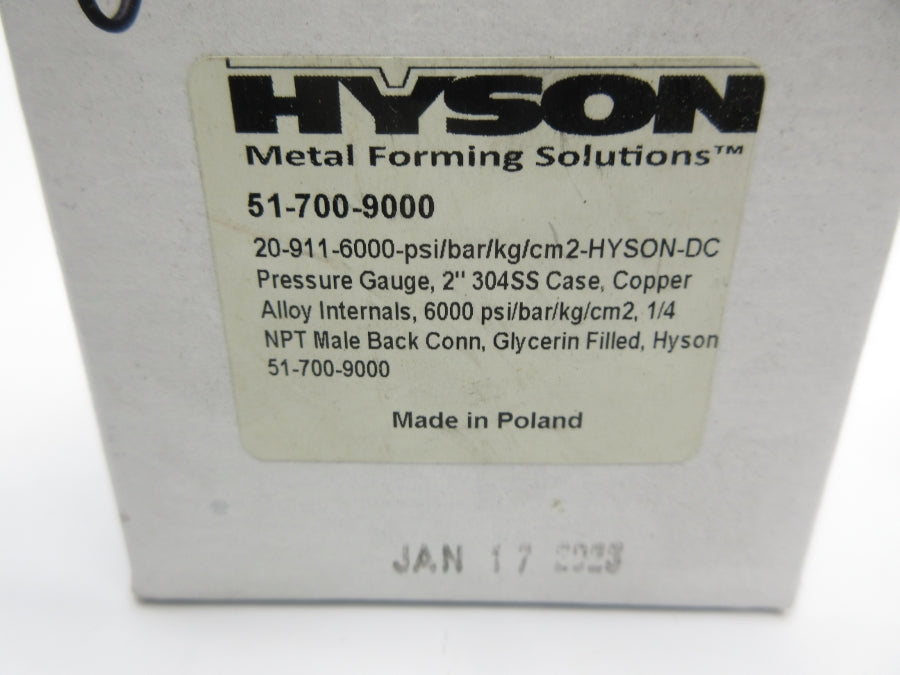 HYSON
Metal Forming Solutions™
51-700-9000
20-911-6000-psi/bar/kg/cm2-HYSON-DC
Pressure Gauge, 2" 304SS Case, Copper
Alloy Internals, 6000 psi/bar/kg/cm2, 1/4
NPT Male Back Conn, Glycerin Filled, Hyson
51-700-9000
Made in Poland
JAN 17 2023